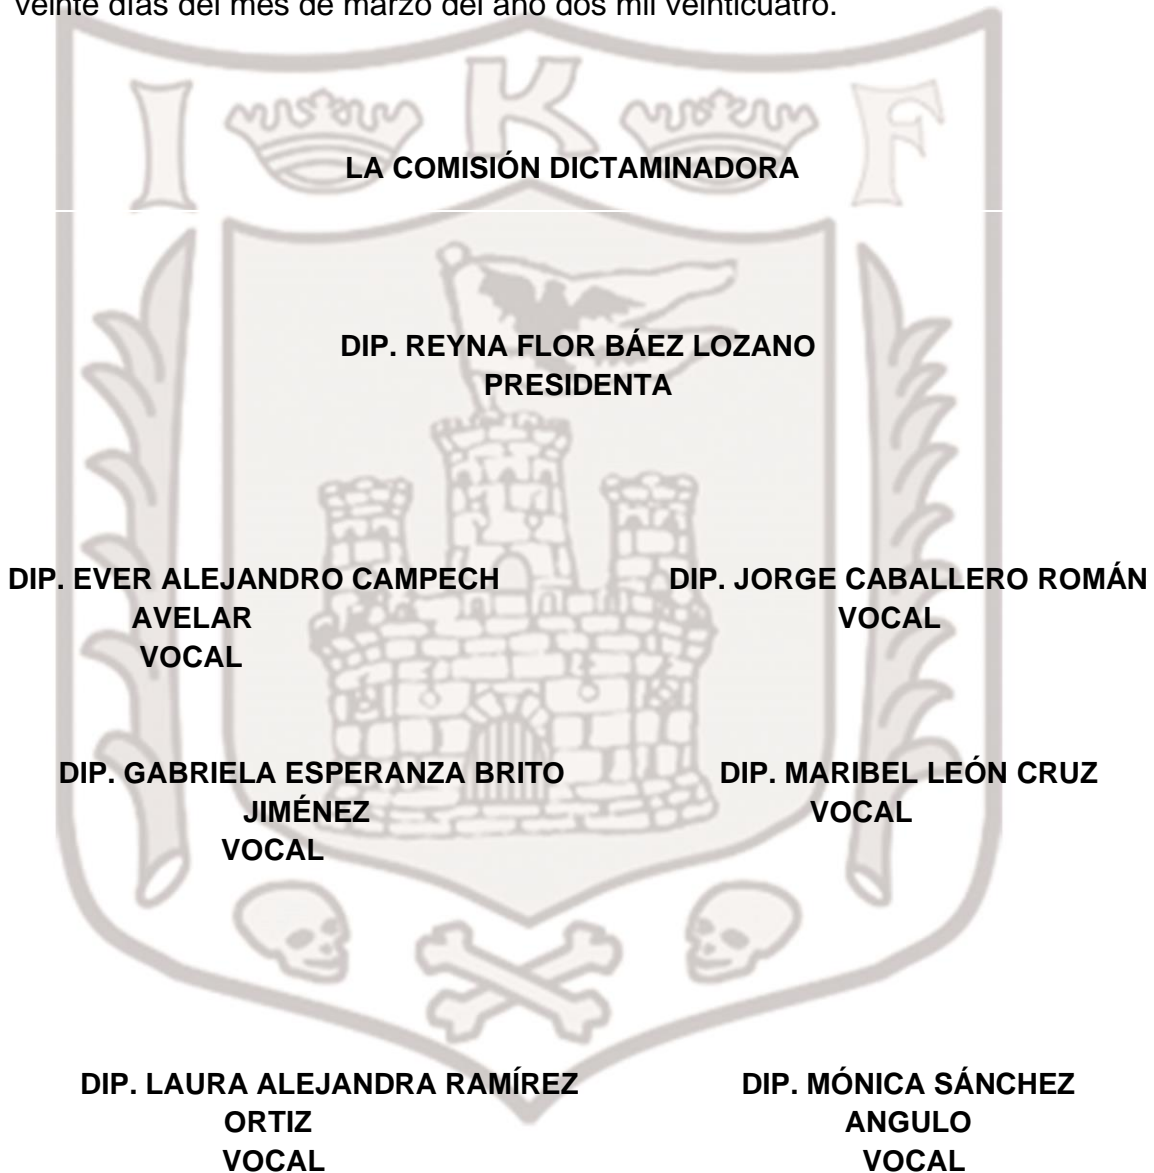 veinte días del mes de marzo del año dos mil veinticuatro.
I K F
LA COMISIÓN DICTAMINADORA
DIP. REYNA FLOR BÁEZ LOZANO
PRESIDENTA
DIP. EVER ALEJANDRO CAMPECH
AVELAR
VOCAL
DIP. JORGE CABALLERO ROMÁN
VOCAL
DIP. GABRIELA ESPERANZA BRITO
JIMÉNEZ
VOCAL
DIP. MARIBEL LEÓN CRUZ
VOCAL
DIP. LAURA ALEJANDRA RAMÍREZ
ORTIZ
VOCAL
DIP. MÓNICA SÁNCHEZ
ANGULO
VOCAL